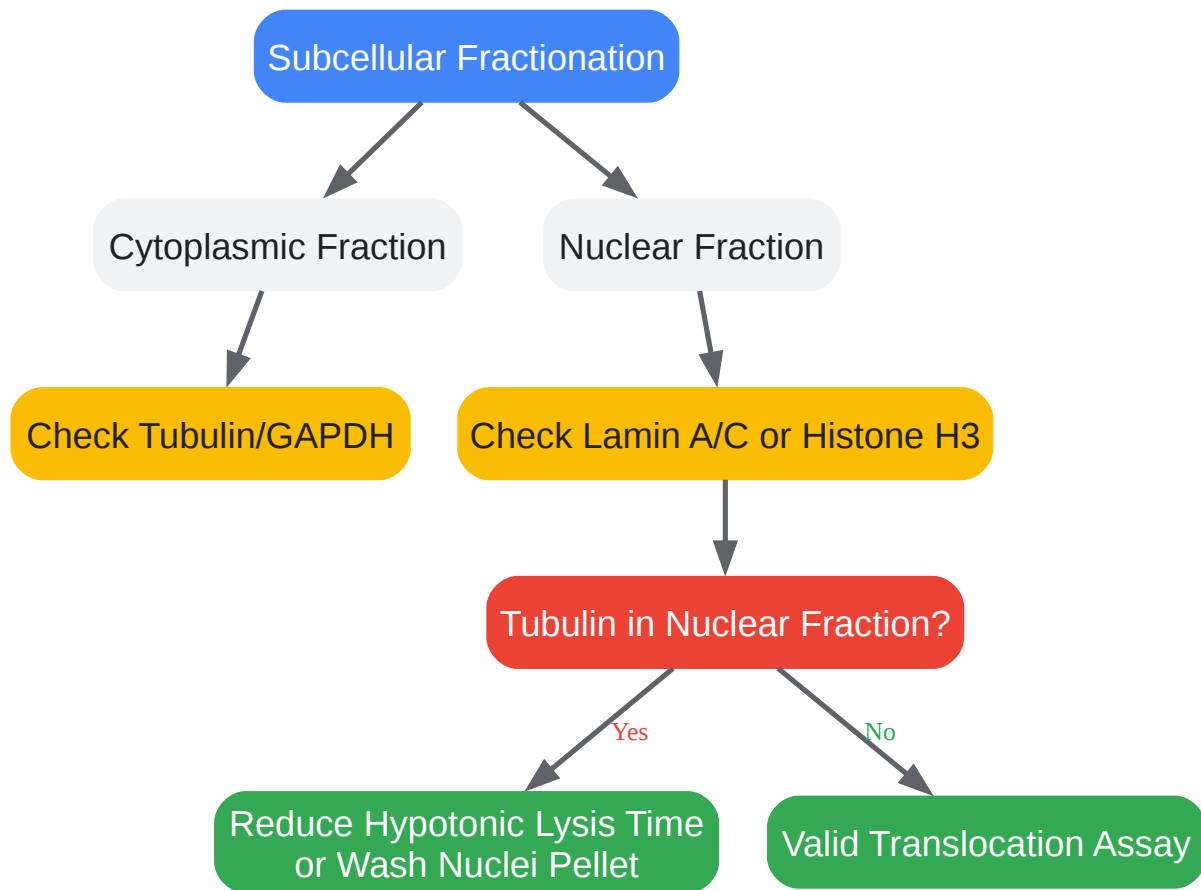 Subcellular Fractionation
Cytoplasmic Fraction
Nuclear Fraction
Check Tubulin/GAPDH
Check Lamin A/C or Histone H3
Tubulin in Nuclear Fraction?
Yes
No
Reduce Hypotonic Lysis Time
or Wash Nuclei Pellet
Valid Translocation Assay